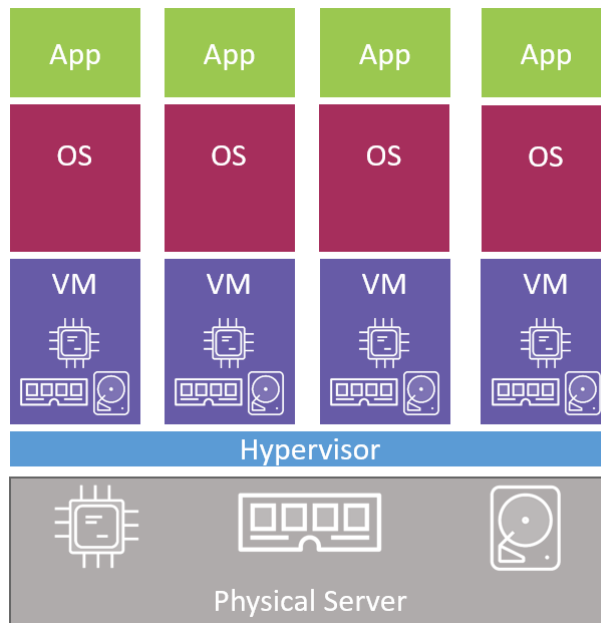 App App App App
OS OS OS OS
VM VM VM VM
Hypervisor
Physical Server